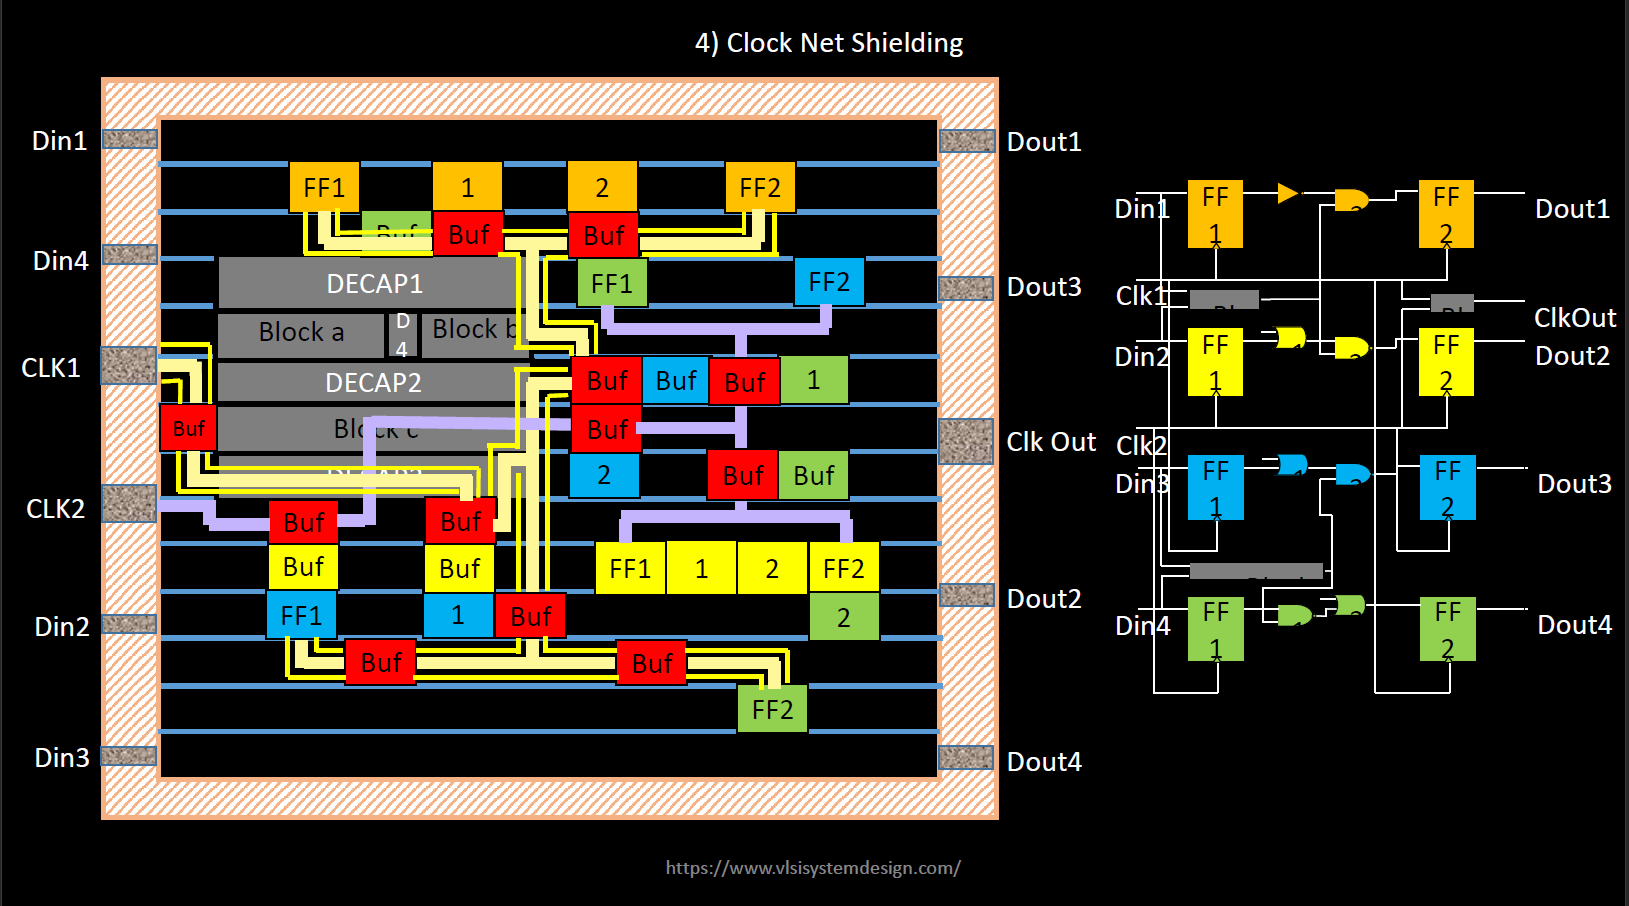 4) Clock Net Shielding
Din1
Dout1
FF1 1 2 FF2
Buf Buf Buf
Din4
DECAP1 FF1 FF2
Dout3
Block a D4 Block b
CLK1
DECAP2 Buf Buf Buf 1
Buf Block c Buf
Clk Out
2 Buf Buf
CLK2
Buf Buf
Buf Buf FF1 1 2 FF2
Dout2
FF1 1 Buf 2
Din2
Buf Buf
FF2
Din3
Dout4
Din1 FF 1 FF 2 Dout1
Clk1
ClkOut
Din2 FF 1 1 FF 2 Dout2
Clk2
Din3 FF 1 FF 2 Dout3
Din4 FF 1 1 FF 2 Dout4
https://www.vlsisystemdesign.com/